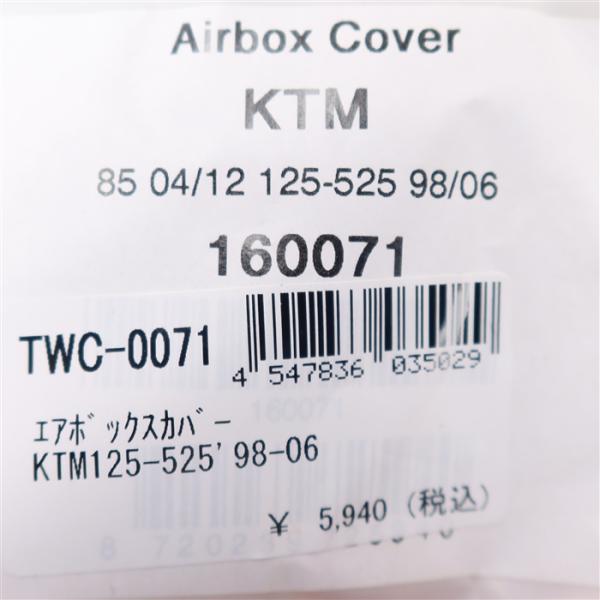 Airbox Cover
KTM
85 04/12 125-525 98/06
160071
TWC-0071
4 547836 035029
160071
ｴｱﾎﾞｯｸｽｶﾊﾞｰ
KTM125-525'98-06
¥ 5,940 (税込)